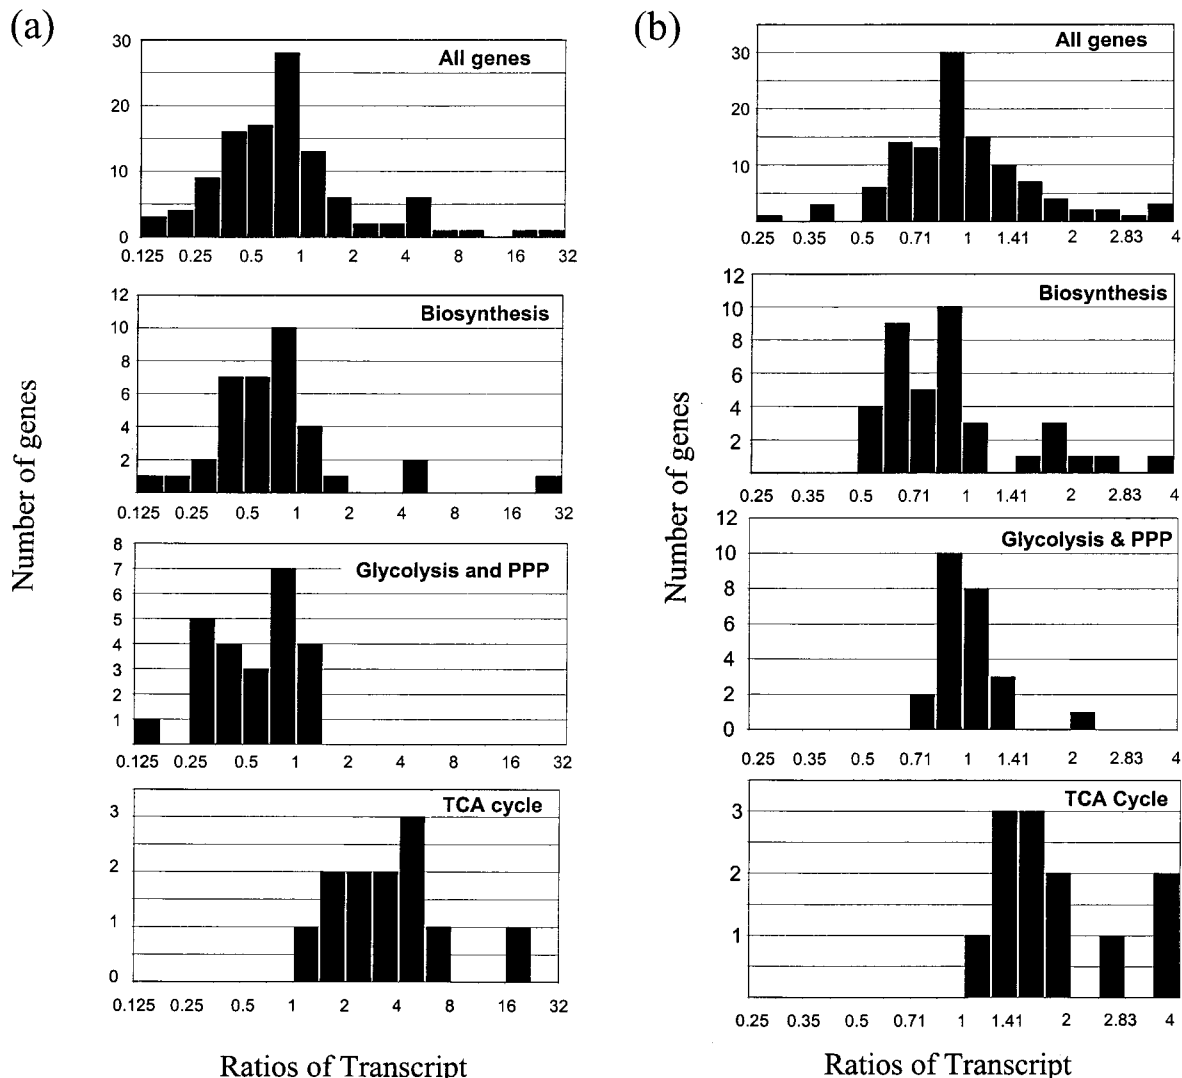 (a)
Number of genes
All genes
30
20
10
0
0.125 0.25 0.5 1 2 4 8 16 32
Biosynthesis
12
10
8
6
4
2
0.125 0.25 0.5 1 2 4 8 16 32
Glycolysis and PPP
8
7
6
5
4
3
2
1
0.125 0.25 0.5 1 2 4 8 16 32
TCA cycle
3
2
1
0
0.125 0.25 0.5 1 2 4 8 16 32
Ratios of Transcript
(b)
Number of genes
All genes
30
20
10
0.25 0.35 0.5 0.71 1 1.41 2 2.83 4
Biosynthesis
12
10
8
6
4
2
0.25 0.35 0.5 0.71 1 1.41 2 2.83 4
Glycolysis & PPP
12
10
8
6
4
2
0
0.25 0.35 0.5 0.71 1 1.41 2 2.83 4
TCA Cycle
3
2
1
0.25 0.35 0.5 0.71 1 1.41 2 2.83 4
Ratios of Transcript